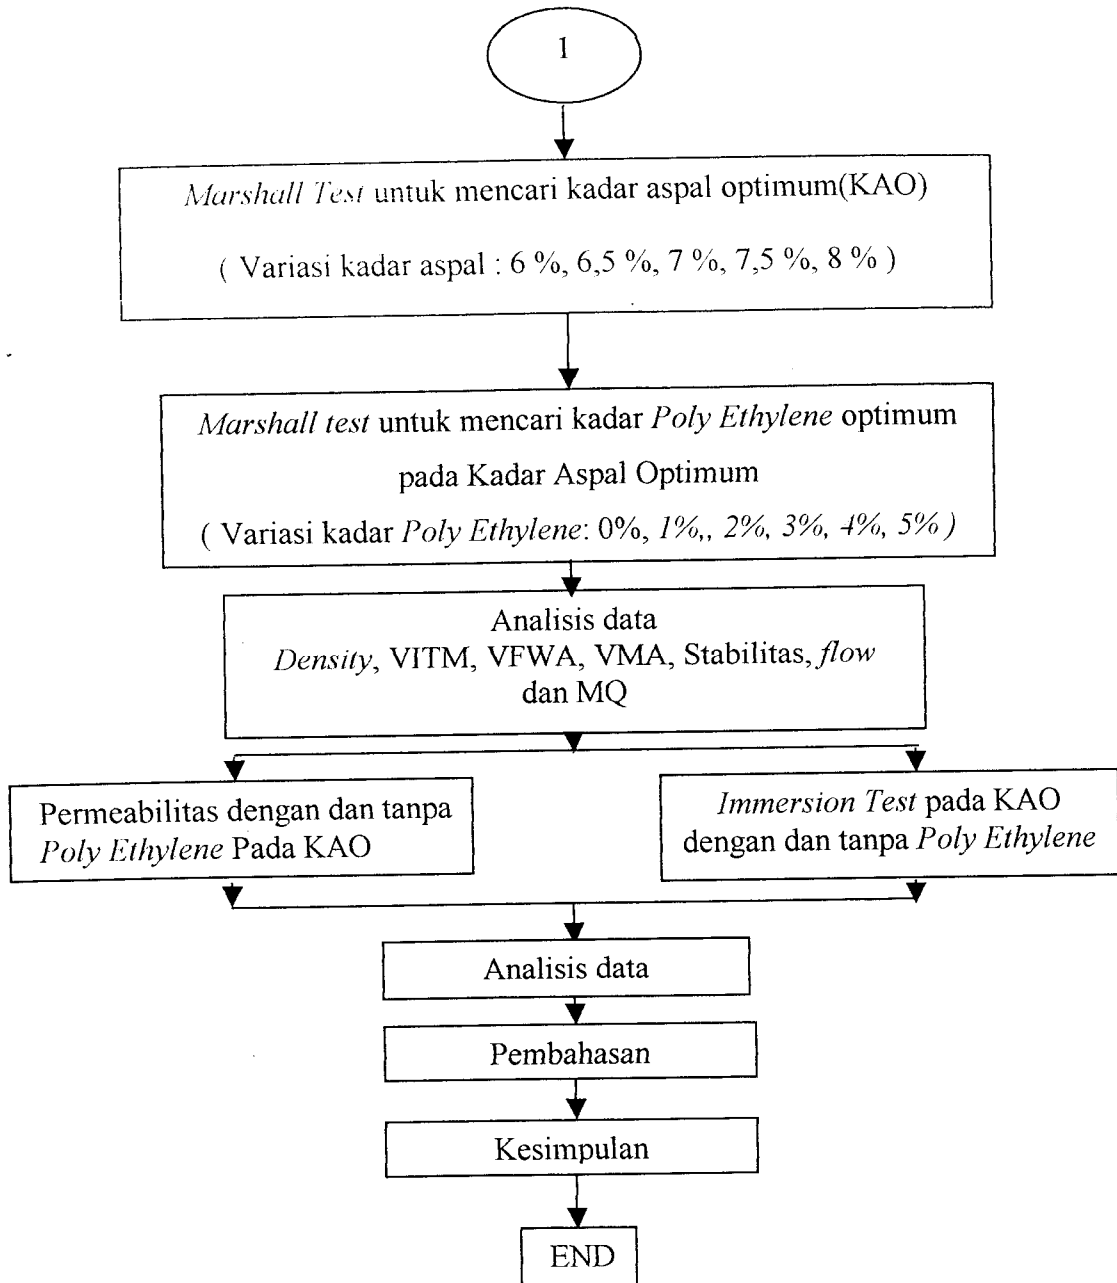 1
Marshall Test untuk mencari kadar aspal optimum(KAO)
( Variasi kadar aspal : 6 %, 6,5 %, 7 %, 7,5 %, 8 % )
Marshall test untuk mencari kadar Poly Ethylene optimum
pada Kadar Aspal Optimum
( Variasi kadar Poly Ethylene: 0%, 1%,, 2%, 3%, 4%, 5% )
Analisis data
Density, VITM, VFWA, VMA, Stabilitas, flow
dan MQ
Permeabilitas dengan dan tanpa
Poly Ethylene Pada KAO
Immersion Test pada KAO
dengan dan tanpa Poly Ethylene
Analisis data
Pembahasan
Kesimpulan
END